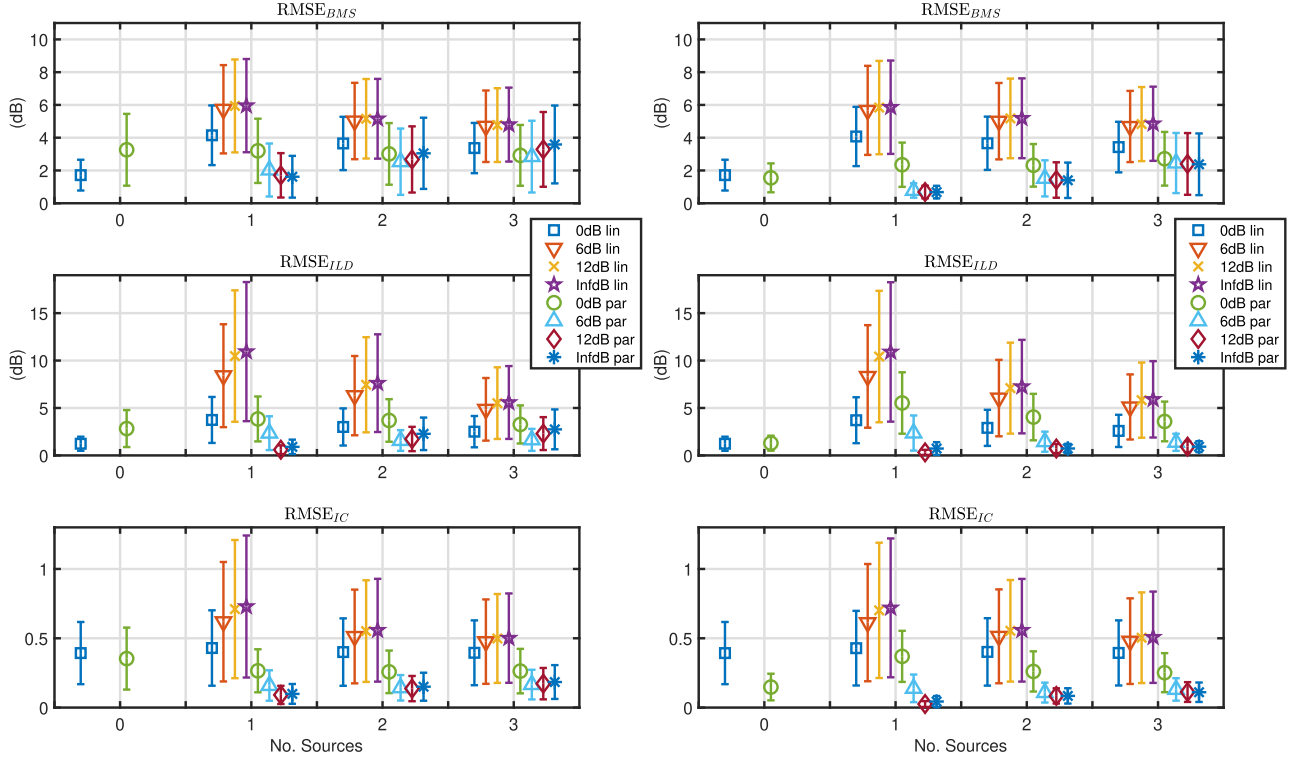 RMSE_BMS
10
8
6
4
2
0
(dB)
0 1 2 3
RMSE_BMS
10
8
6
4
2
0
(dB)
0 1 2 3
0dB lin
6dB lin
12dB lin
InfdB lin
0dB par
6dB par
12dB par
InfdB par
0dB lin
6dB lin
12dB lin
InfdB lin
0dB par
6dB par
12dB par
InfdB par
RMSE_ILD
15
10
5
0
(dB)
0 1 2 3
RMSE_ILD
15
10
5
0
(dB)
0 1 2 3
RMSE_IC
1
0.5
0
0 1 2 3
No. Sources
RMSE_IC
1
0.5
0
0 1 2 3
No. Sources